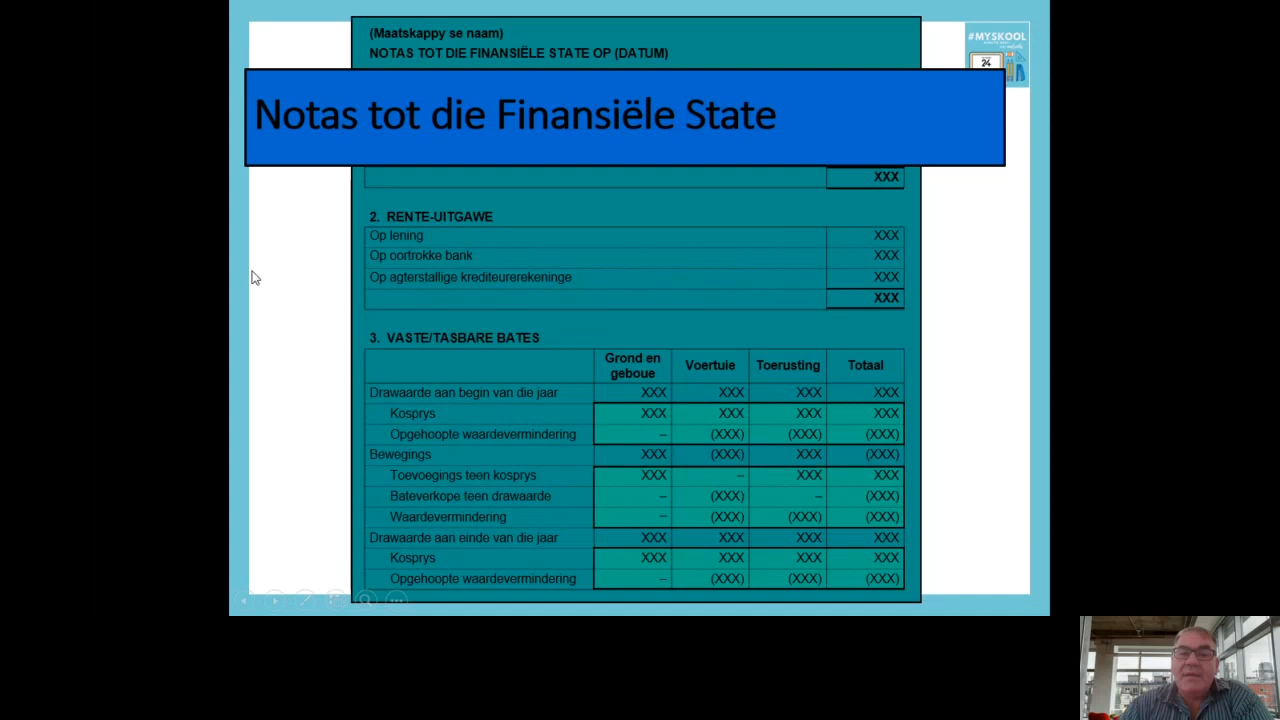 (Maatskappy se naam)
NOTAS TOT DIE FINANSIËLE STATE OP (DATUM)
#MYSKOOL
24
Notas tot die Finansiële State
XXX
2. RENTE-UITGAWE
Op lening XXX
Op oortrokke bank XXX
Op agterstallige krediteurerekeninge XXX
XXX
3. VASTE/TASBARE BATES
Grond en geboue Voertuie Toerusting Totaal
Drawaarde aan begin van die jaar XXX XXX XXX XXX
Kosprys XXX XXX XXX XXX
Opgehoopte waardevermindering – (XXX) (XXX) (XXX)
Bewegings XXX (XXX) XXX (XXX)
Toevoegings teen kosprys XXX – XXX XXX
Bateverkope teen drawaarde – (XXX) – (XXX)
Waardevermindering – (XXX) (XXX) (XXX)
Drawaarde aan einde van die jaar XXX XXX XXX XXX
Kosprys XXX XXX XXX XXX
Opgehoopte waardevermindering – (XXX) (XXX) (XXX)